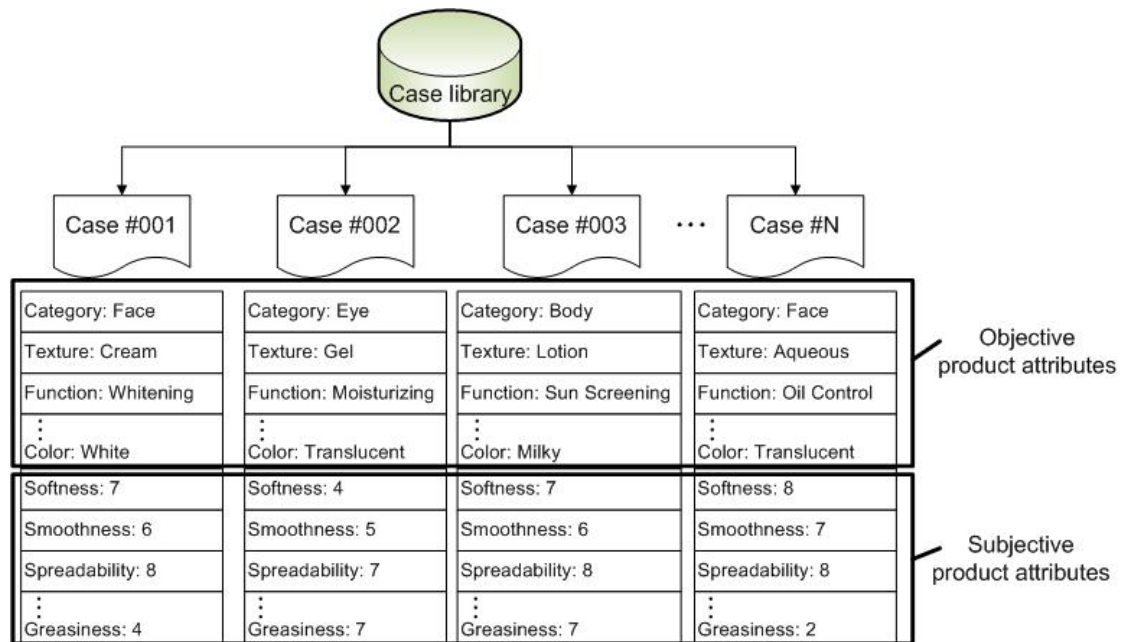 Case library
Case #001
Case #002
Case #003
...
Case #N
Category: Face
Texture: Cream
Function: Whitening
⋮
Color: White
Softness: 7
Smoothness: 6
Spreadability: 8
⋮
Greasiness: 4
Category: Eye
Texture: Gel
Function: Moisturizing
⋮
Color: Translucent
Softness: 4
Smoothness: 5
Spreadability: 7
⋮
Greasiness: 7
Category: Body
Texture: Lotion
Function: Sun Screening
⋮
Color: Milky
Softness: 7
Smoothness: 6
Spreadability: 8
⋮
Greasiness: 7
Category: Face
Texture: Aqueous
Function: Oil Control
⋮
Color: Translucent
Softness: 8
Smoothness: 7
Spreadability: 8
⋮
Greasiness: 2
Objective
product attributes
Subjective
product attributes